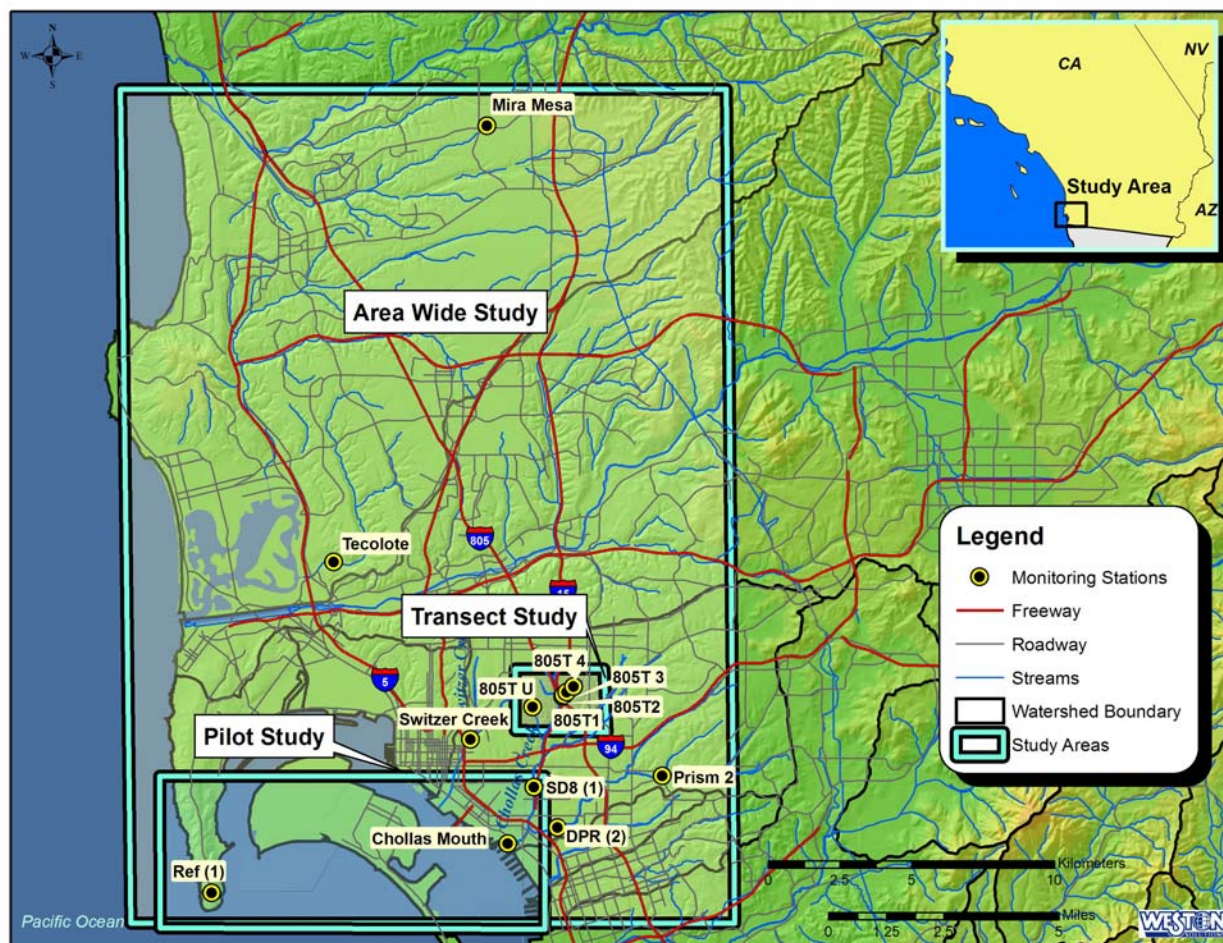 N
W E
S
Mira Mesa
CA
NV
Study Area
AZ
Area Wide Study
Tecolote
805
15
Transect Study
805T 4
805T 3
805T U
805T2
805T1
5
Switzer Creek
94
Pilot Study
Prism 2
SD8 (1)
Chollas Creek
DPR (2)
Chollas Mouth
Ref (1)
Legend
Monitoring Stations
Freeway
Roadway
Streams
Watershed Boundary
Study Areas
Kilometers
0 2.5 5 10
Miles
0 1.25 2.5 5
Pacific Ocean
WESTON
SOLUTIONS